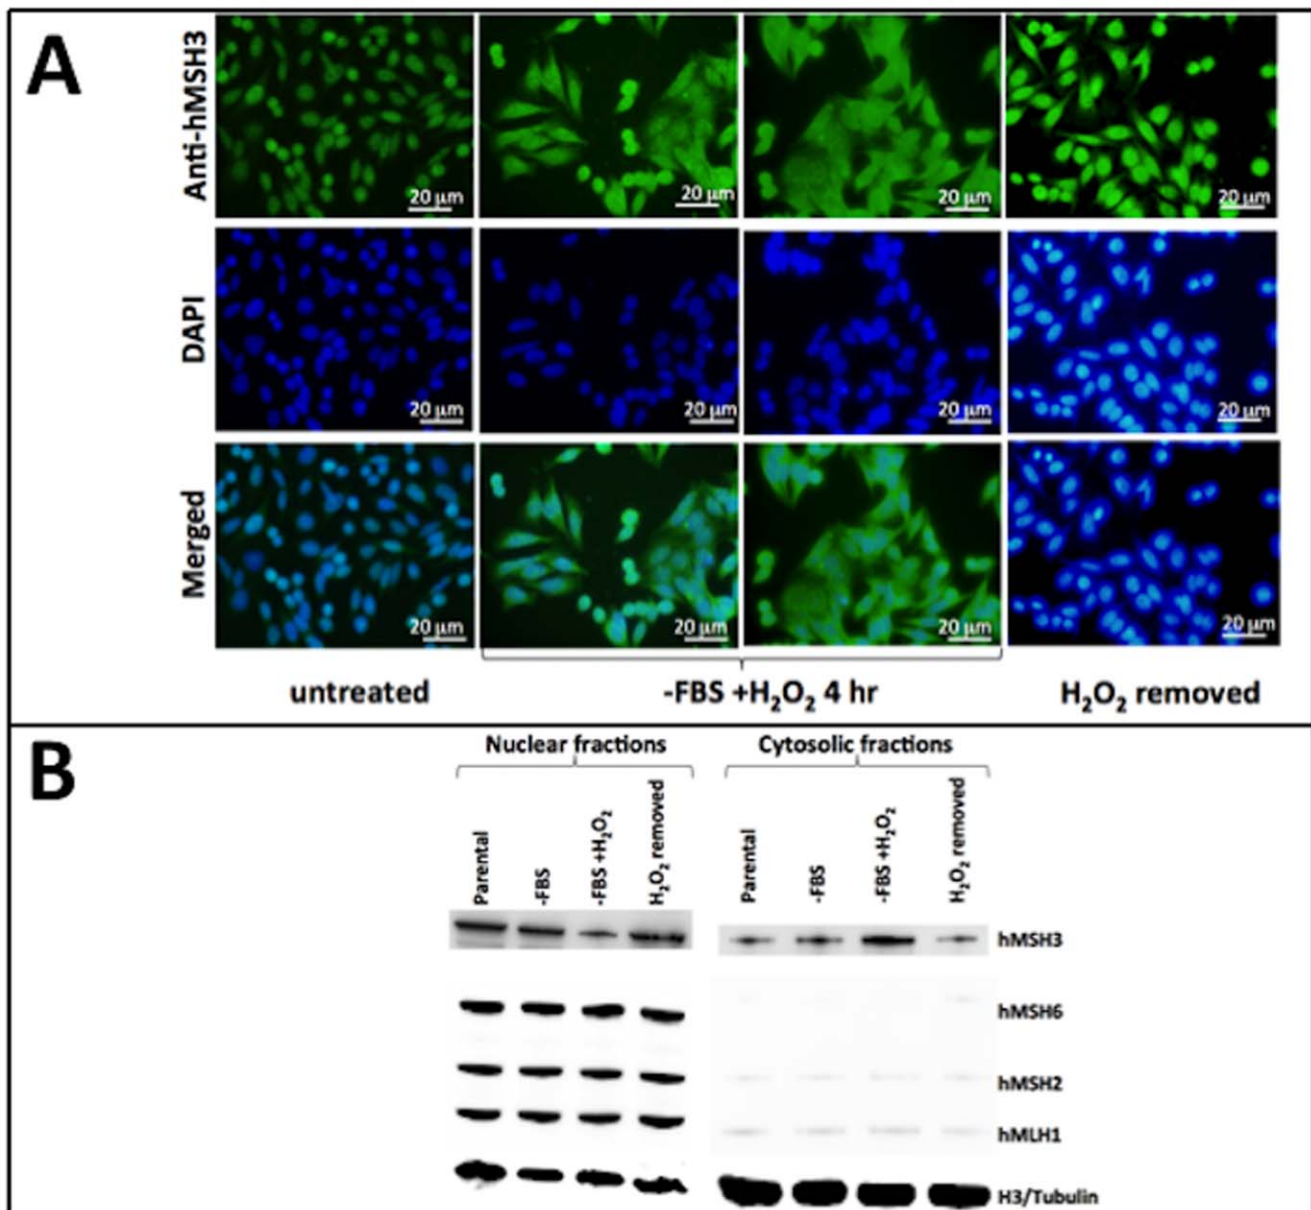 A
Anti-hMSH3
20 µm
20 µm
20 µm
20 µm
DAPI
20 µm
20 µm
20 µm
20 µm
Merged
20 µm
20 µm
20 µm
20 µm
untreated
-FBS +H₂O₂ 4 hr
H₂O₂ removed
B
Nuclear fractions
Cytosolic fractions
Parental
-FBS
-FBS +H₂O₂
H₂O₂ removed
Parental
-FBS
-FBS +H₂O₂
H₂O₂ removed
hMSH3
hMSH6
hMSH2
hMLH1
H3/Tubulin